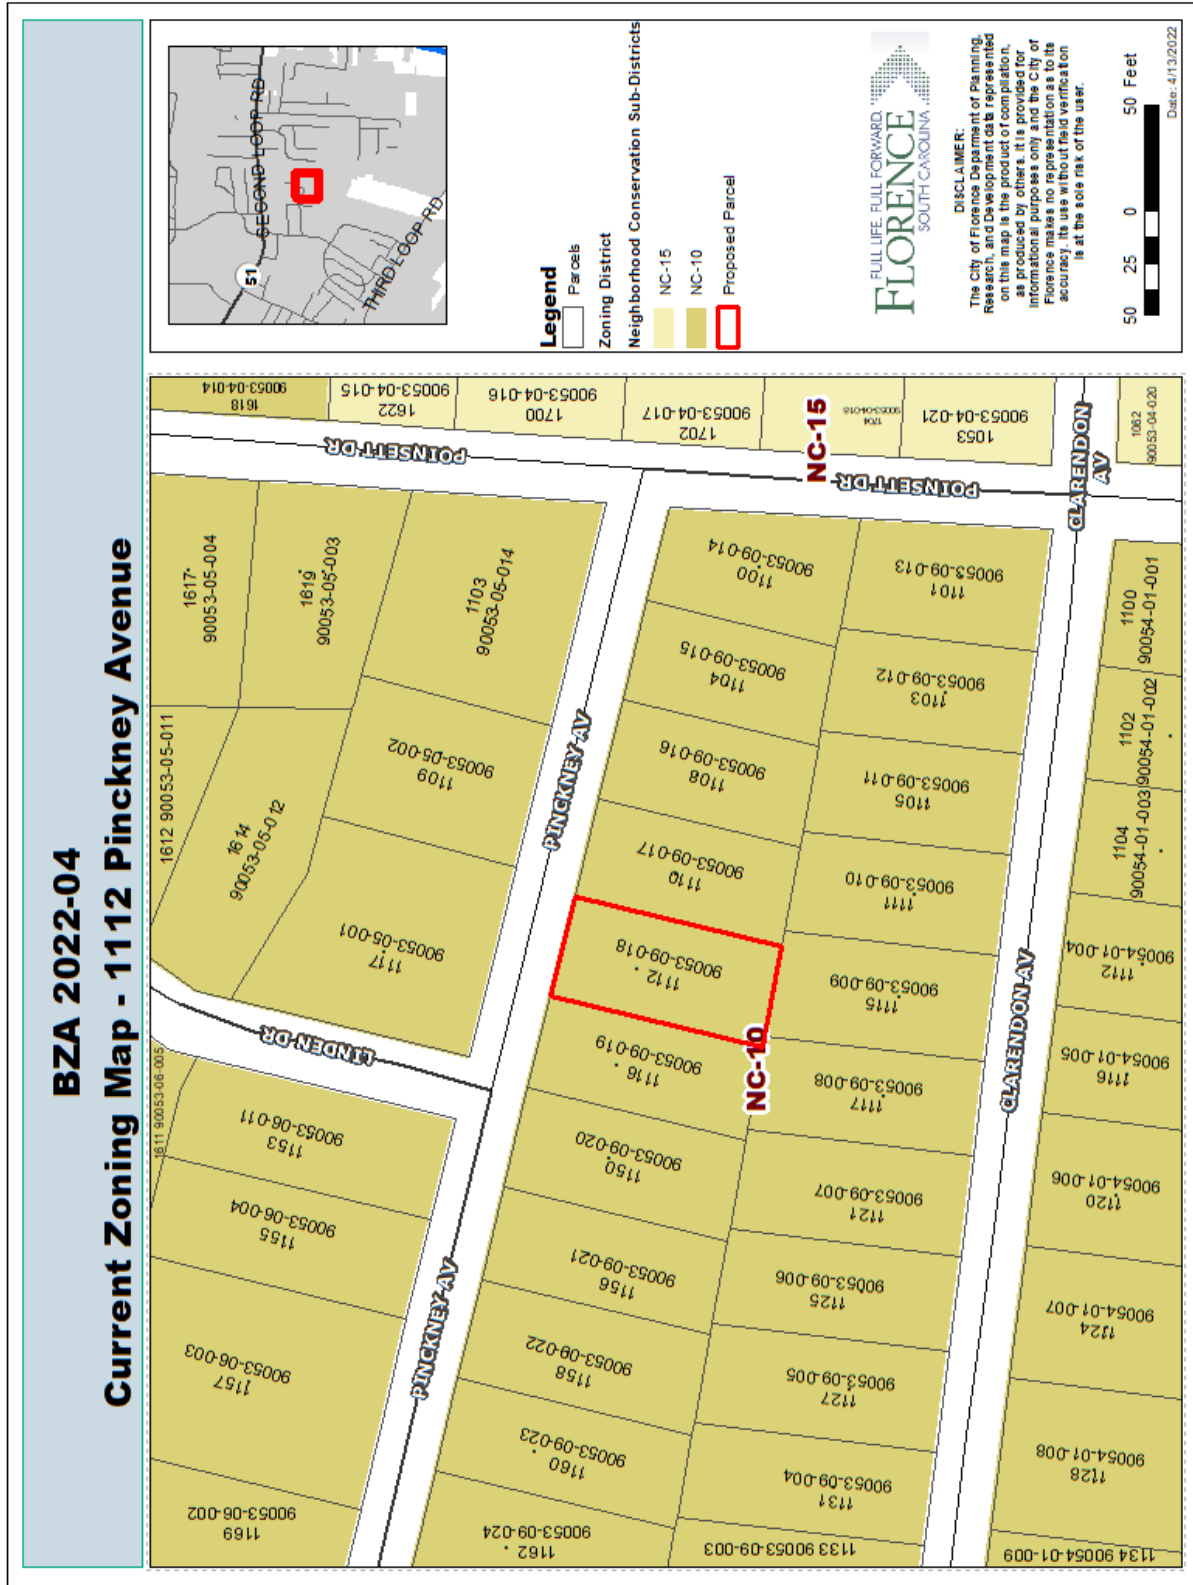 BZA 2022-04
Current Zoning Map - 1112 Pinckney Avenue
1612 90053-05-011
1617
90053-05-004
1619
90053-05-003
1614
90053-05-012
1103
90053-05-014
1109
90053-05-002
1117
90053-05-001
1611 90053-06-005
1153
90053-06-011
1155
90053-06-004
1157
90053-06-003
1169
90053-06-002
LINDEN DR
POINSETT DR
PINCKNEY AV
PINCKNEY AV
1618
90053-04-014
1622
90053-04-015
1700
90053-04-016
1702
90053-04-017
1704
90053-04-018
1053
90053-04-021
1062
90053-04-020
NC-15
POINSETT DR
CLARENDON
AV
1100
90053-09-014
1104
90053-09-015
1108
90053-09-016
1110
90053-09-017
1112
90053-09-018
1116
90053-09-019
1150
90053-09-020
1156
90053-09-021
1158
90053-09-022
1160
90053-09-023
1162
90053-09-024
NC-10
1101
90053-09-013
1103
90053-09-012
1105
90053-09-011
1111
90053-09-010
1115
90053-09-009
1117
90053-09-008
1121
90053-09-007
1125
90053-09-006
1127
90053-09-005
1131
90053-09-004
1133 90053-09-003
CLARENDON AV
1100
90054-01-001
1102
90054-01-002
1104
90054-01-003
1112
90054-01-004
1116
90054-01-005
1120
90054-01-006
1124
90054-01-007
1128
90054-01-008
1134 90054-01-009
51
SECOND LOOP RD
THIRD LOOP RD
Legend
Parcels
Zoning District
Neighborhood Conservation Sub-Districts
NC-15
NC-10
Proposed Parcel
FULL LIFE. FULL FORWARD.
FLORENCE
SOUTH CAROLINA
DISCLAIMER:
The City of Florence Deparment of Planning,
Research, and Development data represented
on this map is the product of compilation,
as produced by others. It is provided for
informational purposes only and the City of
Florence makes no representation as to its
accuracy. Its use without field verification
is at the sole risk of the user.
50 25 0 50 Feet
Date: 4/13/2022